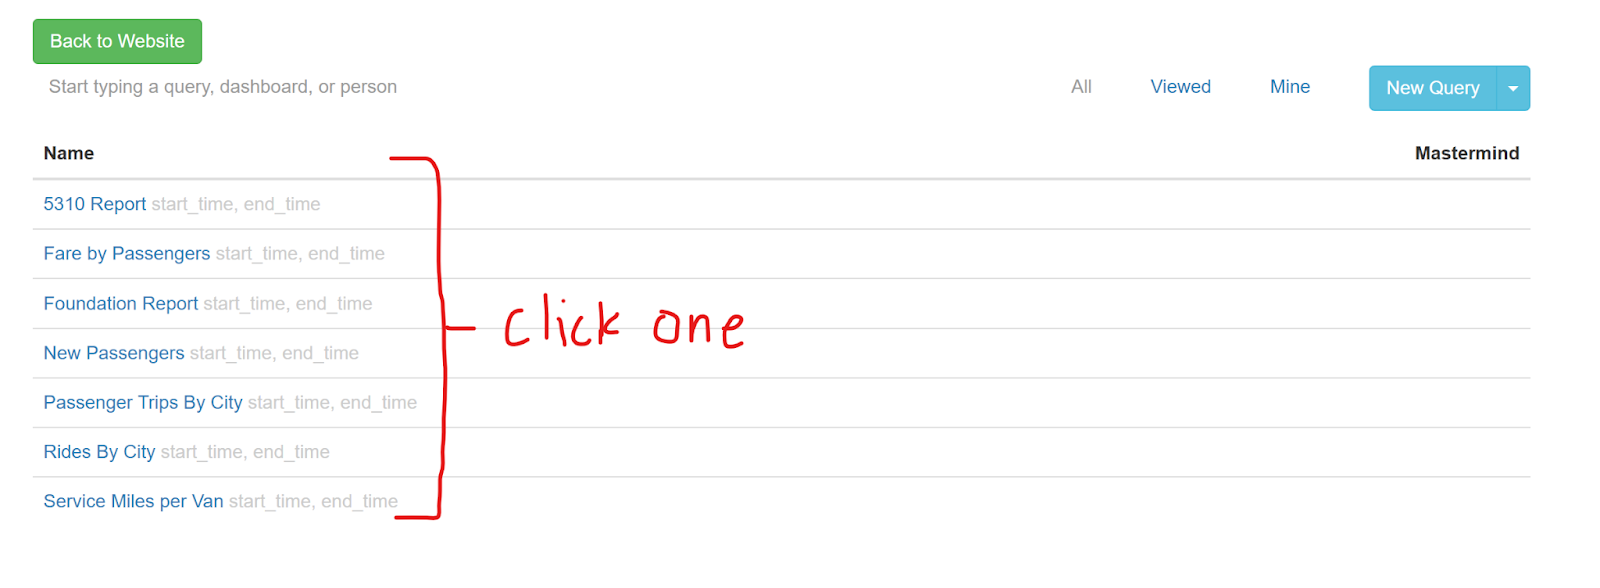 Back to Website
Start typing a query, dashboard, or person
All Viewed Mine New Query
Name Mastermind
5310 Report start_time, end_time
Fare by Passengers start_time, end_time
Foundation Report start_time, end_time
click one
New Passengers start_time, end_time
Passenger Trips By City start_time, end_time
Rides By City start_time, end_time
Service Miles per Van start_time, end_time